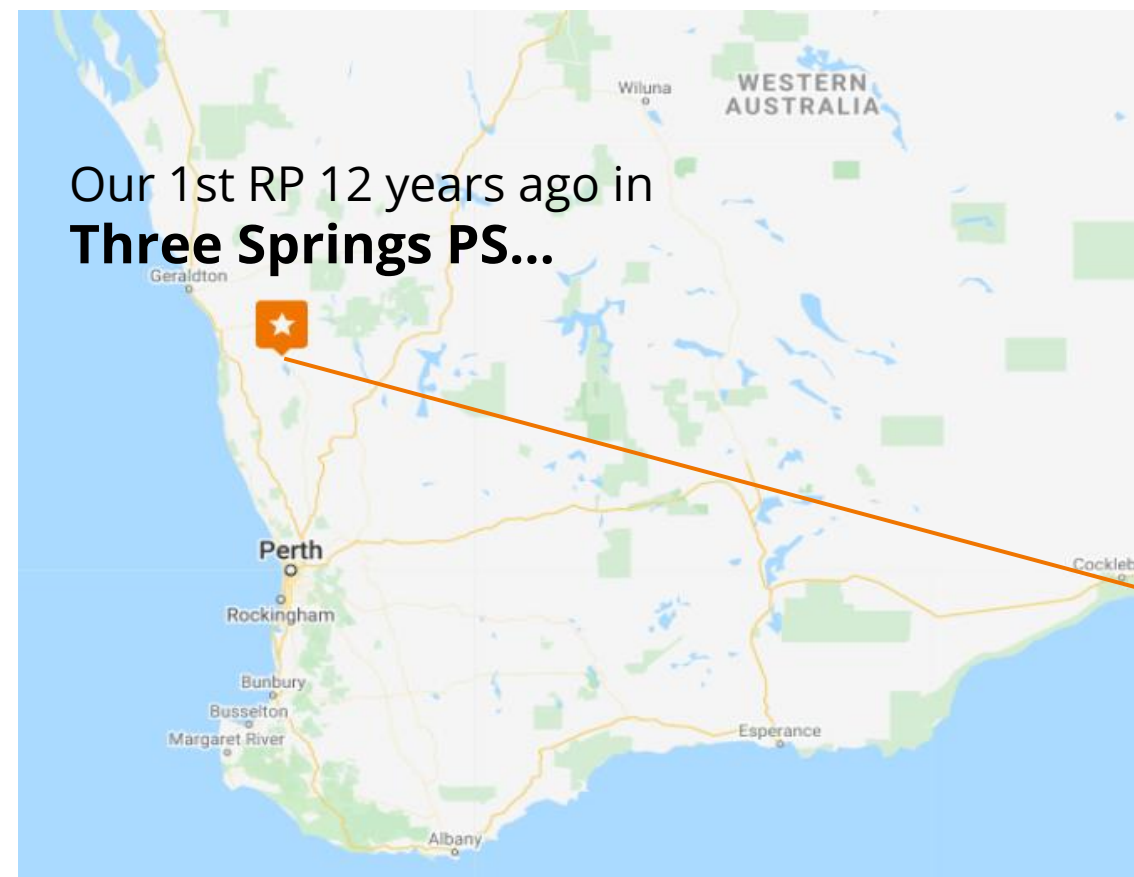 Wiluna
WESTERN
AUSTRALIA
Our 1st RP 12 years ago in
Three Springs PS...
Geraldton
Perth
Cockleb
Rockingham
Bunbury
Busselton
Margaret River
Esperance
Albany